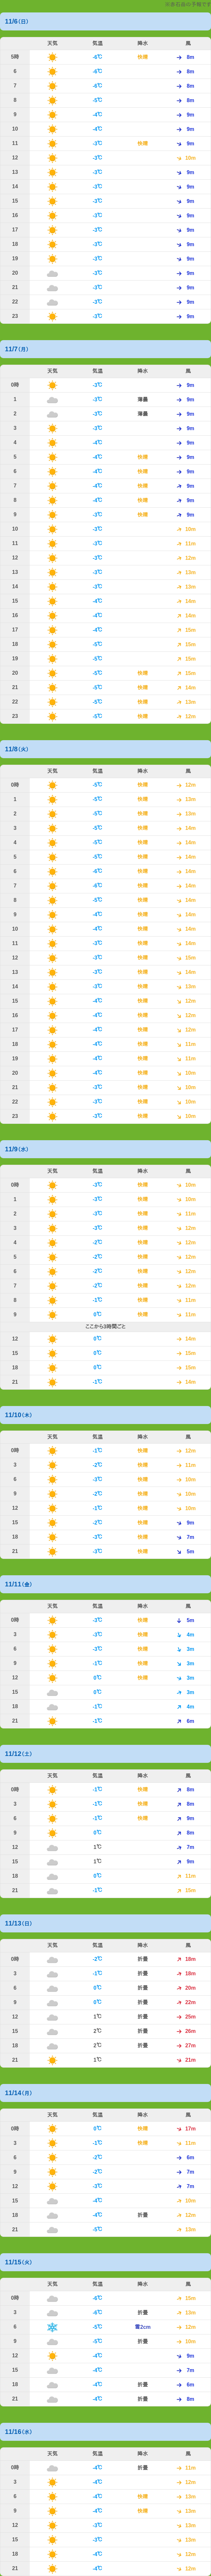 ※赤石岳の予報です
11/6(日)
天気 気温 降水 風
5時 -6℃ 快晴 9m
6 -6℃ 8m
7 -6℃ 8m
8 -5℃ 8m
9 -4℃ 9m
10 -4℃ 9m
11 -3℃ 快晴 9m
12 -3℃ 10m
13 -3℃ 9m
14 -3℃ 9m
15 -3℃ 9m
16 -3℃ 9m
17 -3℃ 9m
18 -3℃ 9m
19 -3℃ 9m
20 -3℃ 9m
21 -3℃ 9m
22 -3℃ 9m
23 -3℃ 9m
11/7(月)
天気 気温 降水 風
0時 -3℃ 9m
1 -3℃ 薄曇 9m
2 -3℃ 薄曇 9m
3 -4℃ 9m
4 -4℃ 9m
5 -4℃ 快晴 9m
6 -4℃ 快晴 9m
7 -4℃ 快晴 9m
8 -4℃ 快晴 9m
9 -3℃ 快晴 9m
10 -3℃ 10m
11 -3℃ 11m
12 -3℃ 12m
13 -3℃ 13m
14 -3℃ 13m
15 -4℃ 14m
16 -4℃ 14m
17 -4℃ 15m
18 -5℃ 15m
19 -5℃ 15m
20 -5℃ 快晴 15m
21 -5℃ 快晴 14m
22 -5℃ 快晴 13m
23 -5℃ 快晴 12m
11/8(火)
天気 気温 降水 風
0時 -5℃ 快晴 12m
1 -5℃ 快晴 13m
2 -5℃ 快晴 13m
3 -5℃ 快晴 14m
4 -5℃ 快晴 14m
5 -5℃ 快晴 14m
6 -6℃ 快晴 14m
7 -6℃ 快晴 14m
8 -5℃ 快晴 14m
9 -4℃ 快晴 14m
10 -4℃ 快晴 14m
11 -3℃ 快晴 14m
12 -3℃ 快晴 15m
13 -3℃ 快晴 14m
14 -3℃ 快晴 13m
15 -4℃ 快晴 12m
16 -4℃ 快晴 12m
17 -4℃ 快晴 12m
18 -4℃ 快晴 11m
19 -4℃ 快晴 11m
20 -4℃ 快晴 10m
21 -3℃ 快晴 10m
22 -3℃ 快晴 10m
23 -3℃ 快晴 10m
11/9(水)
天気 気温 降水 風
0時 -3℃ 快晴 10m
1 -3℃ 快晴 10m
2 -3℃ 快晴 11m
3 -3℃ 快晴 12m
4 -2℃ 快晴 12m
5 -2℃ 快晴 12m
6 -2℃ 快晴 12m
7 -2℃ 快晴 12m
8 -1℃ 快晴 11m
9 0℃ 快晴 11m
ここから3時間ごと
12 0℃ 14m
15 0℃ 15m
18 0℃ 15m
21 -1℃ 14m
11/10(木)
天気 気温 降水 風
0時 -1℃ 快晴 12m
3 -2℃ 快晴 11m
6 -3℃ 快晴 10m
9 -2℃ 快晴 10m
12 -1℃ 快晴 10m
15 -2℃ 快晴 9m
18 -3℃ 快晴 7m
21 -3℃ 快晴 5m
11/11(金)
天気 気温 降水 風
0時 -3℃ 快晴 5m
3 -3℃ 快晴 4m
6 -3℃ 快晴 3m
9 -1℃ 快晴 3m
12 0℃ 快晴 3m
15 0℃ 3m
18 -1℃ 4m
21 -1℃ 6m
11/12(土)
天気 気温 降水 風
0時 -1℃ 快晴 8m
3 -1℃ 快晴 8m
6 -1℃ 快晴 9m
9 0℃ 8m
12 1℃ 7m
15 1℃ 9m
18 0℃ 11m
21 -1℃ 15m
11/13(日)
天気 気温 降水 風
0時 -2℃ 薄曇 18m
3 -1℃ 薄曇 18m
6 0℃ 薄曇 20m
9 0℃ 薄曇 22m
12 1℃ 薄曇 25m
15 2℃ 薄曇 26m
18 2℃ 薄曇 27m
21 1℃ 21m
11/14(月)
天気 気温 降水 風
0時 0℃ 快晴 17m
3 -1℃ 快晴 11m
6 -2℃ 6m
9 -2℃ 7m
12 -3℃ 7m
15 -4℃ 10m
18 -4℃ 薄曇 12m
21 -5℃ 13m
11/15(火)
天気 気温 降水 風
0時 -6℃ 15m
3 -6℃ 薄曇 13m
6 -5℃ 雪2cm 12m
9 -5℃ 薄曇 10m
12 -4℃ 9m
15 -4℃ 7m
18 -4℃ 薄曇 6m
21 -4℃ 薄曇 8m
11/16(水)
天気 気温 降水 風
0時 -4℃ 薄曇 11m
3 -4℃ 12m
6 -4℃ 快晴 13m
9 -4℃ 快晴 13m
12 -3℃ 13m
15 -3℃ 13m
18 -4℃ 12m
21 -4℃ 12m